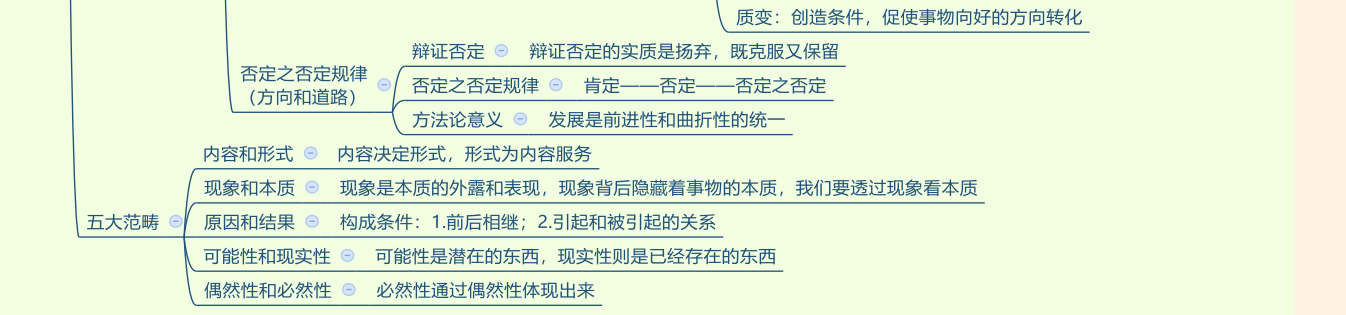 质变：创造条件，促使事物向好的方向转化
辩证否定 辩证否定的实质是扬弃，既克服又保留
否定之否定规律
（方向和道路）
否定之否定规律 肯定——否定——否定之否定
方法论意义 发展是前进性和曲折性的统一
内容和形式 内容决定形式，形式为内容服务
现象和本质 现象是本质的外露和表现，现象背后隐藏着事物的本质，我们要透过现象看本质
五大范畴 原因和结果 构成条件：1.前后相继；2.引起和被引起的关系
可能性和现实性 可能性是潜在的东西，现实性则是已经存在的东西
偶然性和必然性 必然性通过偶然性体现出来